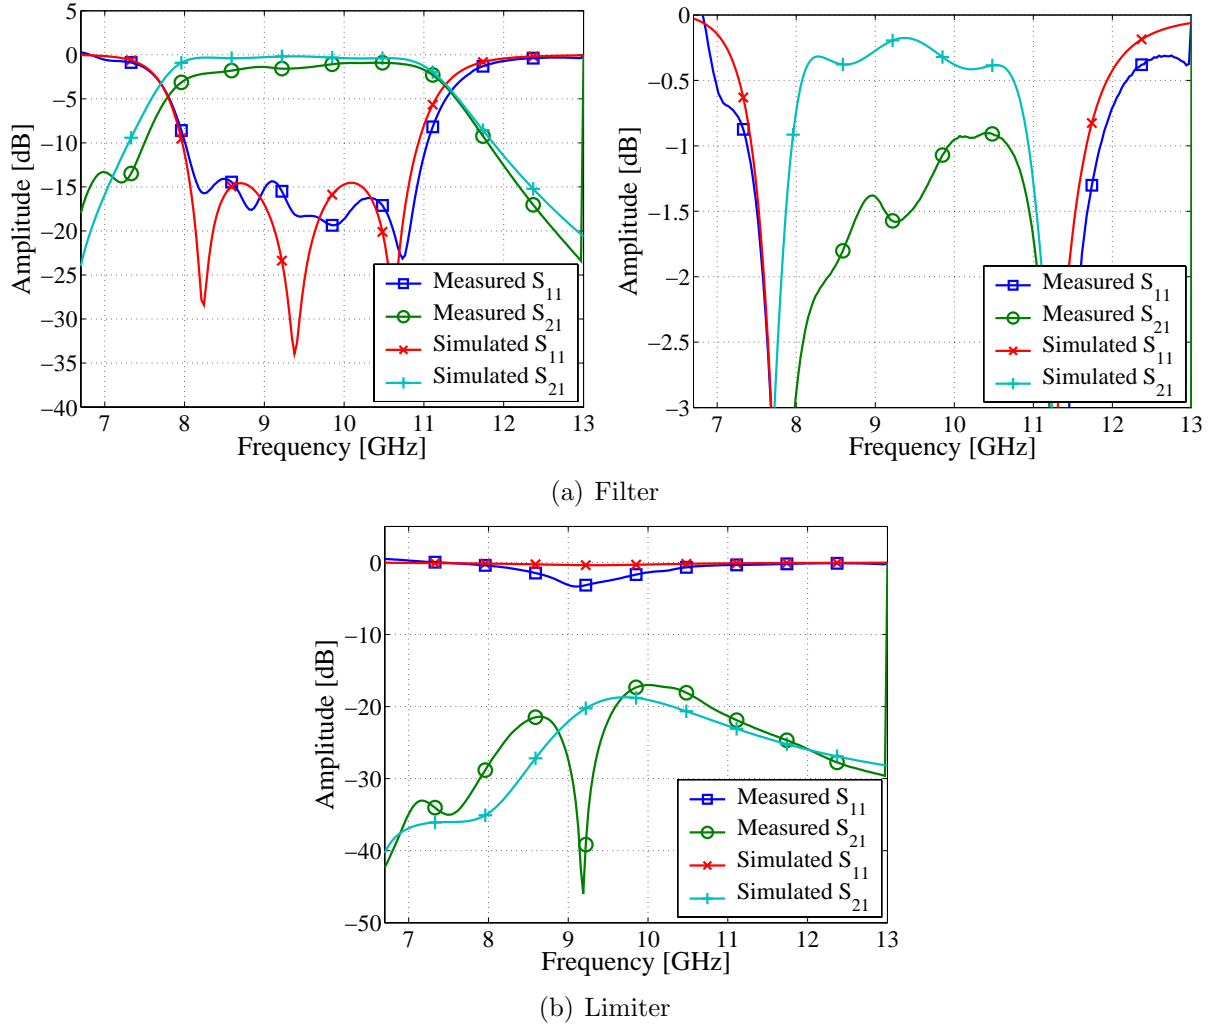 5
0
−5
−10
−15
−20
−25
−30
−35
−40
Amplitude [dB]
7 8 9 10 11 12 13
Frequency [GHz]
Measured S11
Measured S21
Simulated S11
Simulated S21
0
−0.5
−1
−1.5
−2
−2.5
−3
Amplitude [dB]
7 8 9 10 11 12 13
Frequency [GHz]
Measured S11
Measured S21
Simulated S11
Simulated S21
(a) Filter
0
−10
−20
−30
−40
−50
Amplitude [dB]
7 8 9 10 11 12 13
Frequency [GHz]
Measured S11
Measured S21
Simulated S11
Simulated S21
(b) Limiter